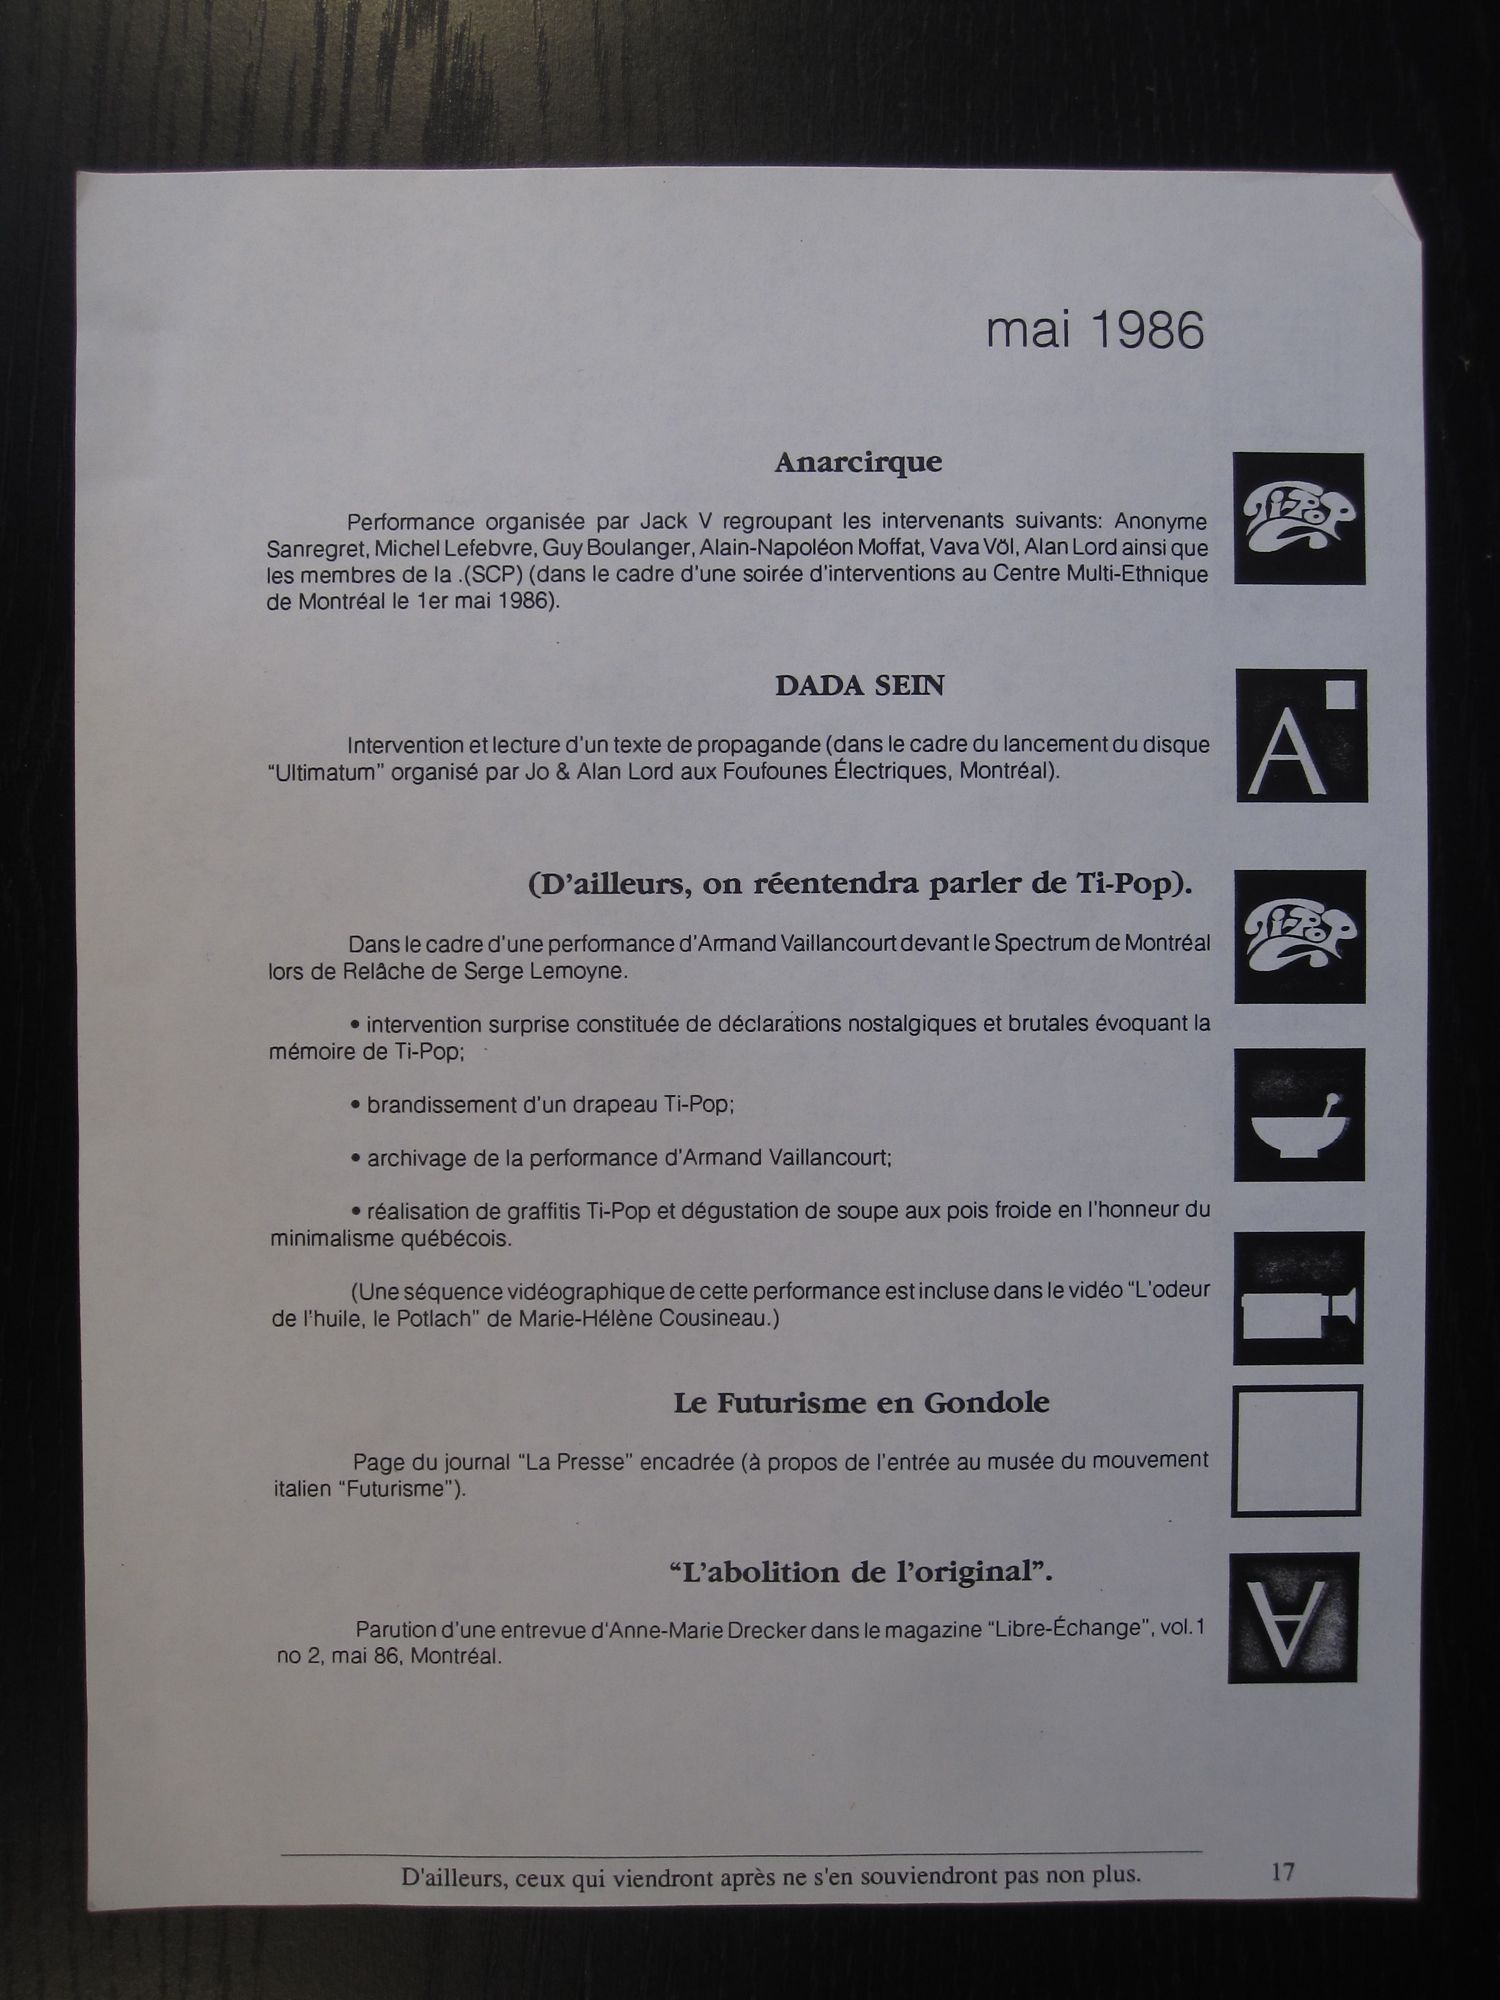 mai 1986
Anarcirque
Ti-Pop
Performance organisée par Jack V regroupant les intervenants suivants: Anonyme
Sanregret, Michel Lefebvre, Guy Boulanger, Alain-Napoléon Moffat, Vava Völ, Alan Lord ainsi que
les membres de la .(SCP) (dans le cadre d'une soirée d'interventions au Centre Multi-Ethnique
de Montréal le 1er mai 1986).
DADA SEIN
A
Intervention et lecture d'un texte de propagande (dans le cadre du lancement du disque
“Ultimatum” organisé par Jo & Alan Lord aux Foufounes Électriques, Montréal).
(D'ailleurs, on réentendra parler de Ti-Pop).
Ti-Pop
Dans le cadre d'une performance d'Armand Vaillancourt devant le Spectrum de Montréal
lors de Relâche de Serge Lemoyne.
• intervention surprise constituée de déclarations nostalgiques et brutales évoquant la
mémoire de Ti-Pop;
• brandissement d'un drapeau Ti-Pop;
• archivage de la performance d'Armand Vaillancourt;
• réalisation de graffitis Ti-Pop et dégustation de soupe aux pois froide en l'honneur du
minimalisme québécois.
(Une séquence vidéographique de cette performance est incluse dans le vidéo “L'odeur
de l'huile, le Potlach” de Marie-Hélène Cousineau.)
Le Futurisme en Gondole
Page du journal “La Presse” encadrée (à propos de l'entrée au musée du mouvement
italien “Futurisme”).
“L'abolition de l'original”.
A
Parution d'une entrevue d'Anne-Marie Drecker dans le magazine “Libre-Échange”, vol.1
no 2, mai 86, Montréal.
D'ailleurs, ceux qui viendront après ne s'en souviendront pas non plus.
17